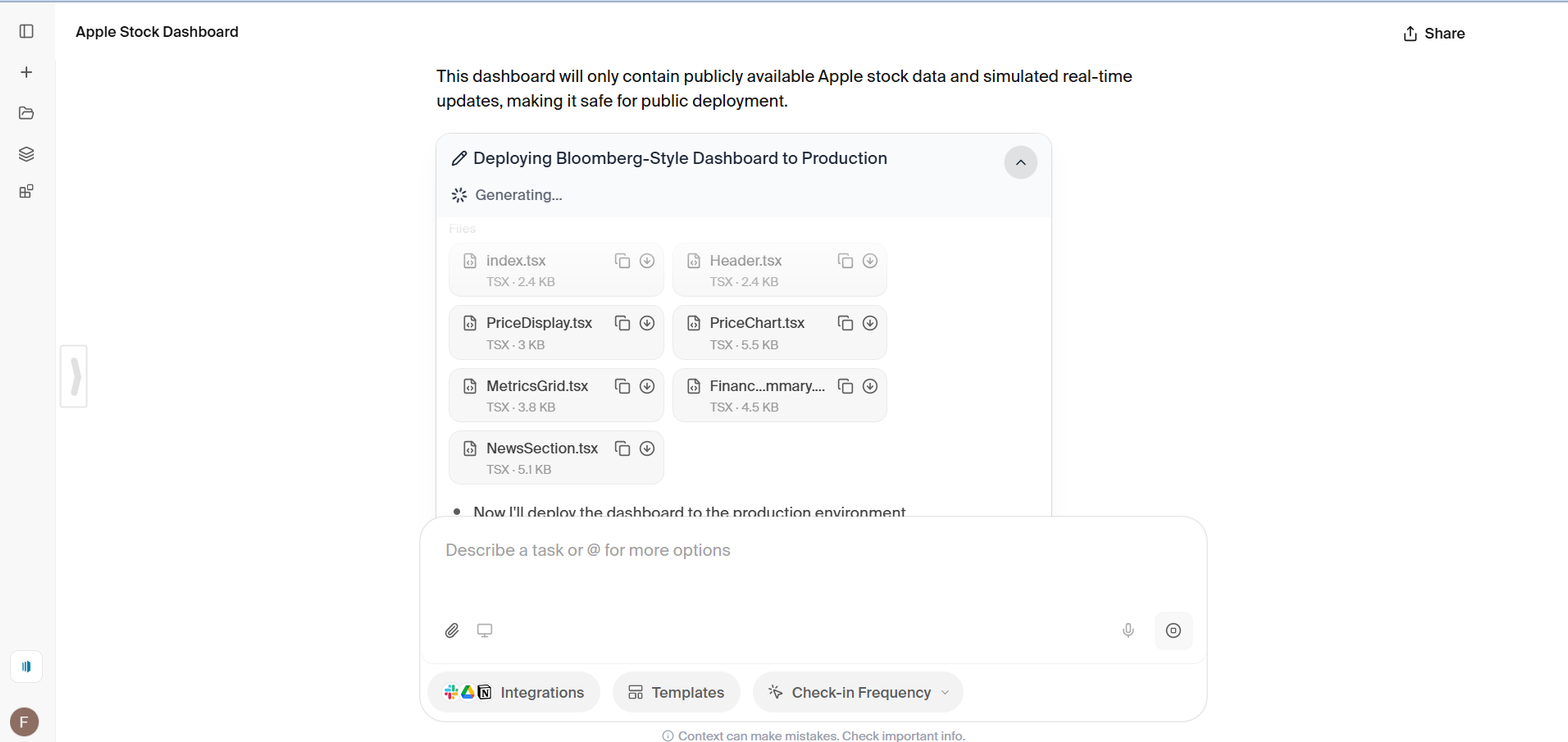 Apple Stock Dashboard
Share
This dashboard will only contain publicly available Apple stock data and simulated real-time
updates, making it safe for public deployment.
Deploying Bloomberg-Style Dashboard to Production
Generating...
Files
index.tsx
TSX · 2.4 KB
Header.tsx
TSX · 2.4 KB
PriceDisplay.tsx
TSX · 3 KB
PriceChart.tsx
TSX · 5.5 KB
MetricsGrid.tsx
TSX · 3.8 KB
Financ...mmary....
TSX · 4.5 KB
NewsSection.tsx
TSX · 5.1 KB
Now I'll deploy the dashboard to the production environment
Describe a task or @ for more options
Integrations
Templates
Check-in Frequency
F
Context can make mistakes. Check important info.